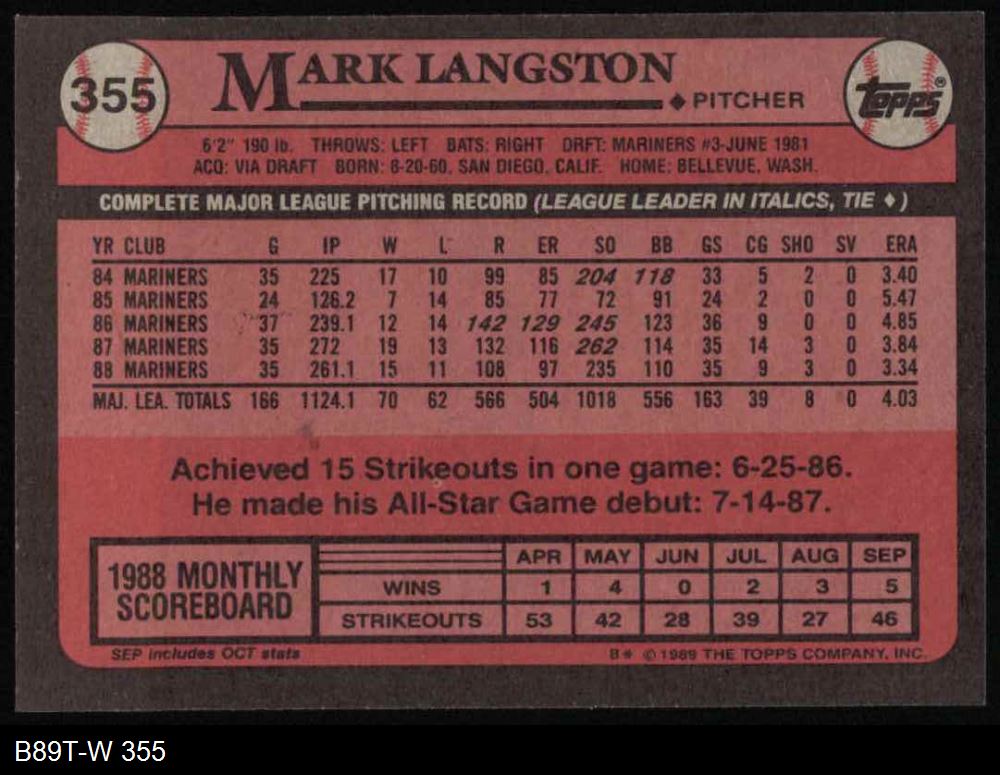 355
MARK LANGSTON
♦ PITCHER
TOPPS®
6'2" 190 lb. THROWS: LEFT BATS: RIGHT DRFT: MARINERS #3-JUNE 1981
ACQ: VIA DRAFT BORN: 8-20-60, SAN DIEGO, CALIF. HOME: BELLEVUE, WASH.
COMPLETE MAJOR LEAGUE PITCHING RECORD (LEAGUE LEADER IN ITALICS, TIE ♦)
YR CLUB G IP W L R ER SO BB GS CG SHO SV ERA
84 MARINERS 35 225 17 10 99 85 204 118 33 5 2 0 3.40
85 MARINERS 24 126.2 7 14 85 77 72 91 24 2 0 0 5.47
86 MARINERS 37 239.1 12 14 142 129 245 123 36 9 0 0 4.85
87 MARINERS 35 272 19 13 132 116 262 114 35 14 3 0 3.84
88 MARINERS 35 261.1 15 11 108 97 235 110 35 9 3 0 3.34
MAJ. LEA. TOTALS 166 1124.1 70 62 566 504 1018 556 163 39 8 0 4.03
Achieved 15 Strikeouts in one game: 6-25-86.
He made his All-Star Game debut: 7-14-87.
1988 MONTHLY
SCOREBOARD
APR MAY JUN JUL AUG SEP
WINS 1 4 0 2 3 5
STRIKEOUTS 53 42 28 39 27 46
SEP includes OCT stats
B* © 1989 THE TOPPS COMPANY, INC.
B89T-W 355